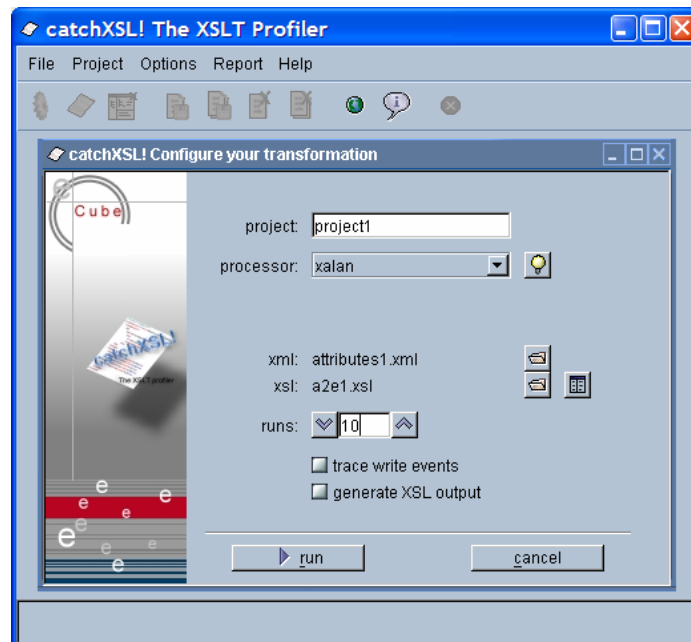 catchXSL! The XSLT Profiler
File Project Options Report Help
catchXSL! Configure your transformation
e
Cube
project: project1
processor: xalan
catchXSL!
The XSLT profiler
xml: attributes1.xml
xsl: a2e1.xsl
runs: 10
trace write events
generate XSL output
e
e
e
e
e
e
e
e
e
run cancel